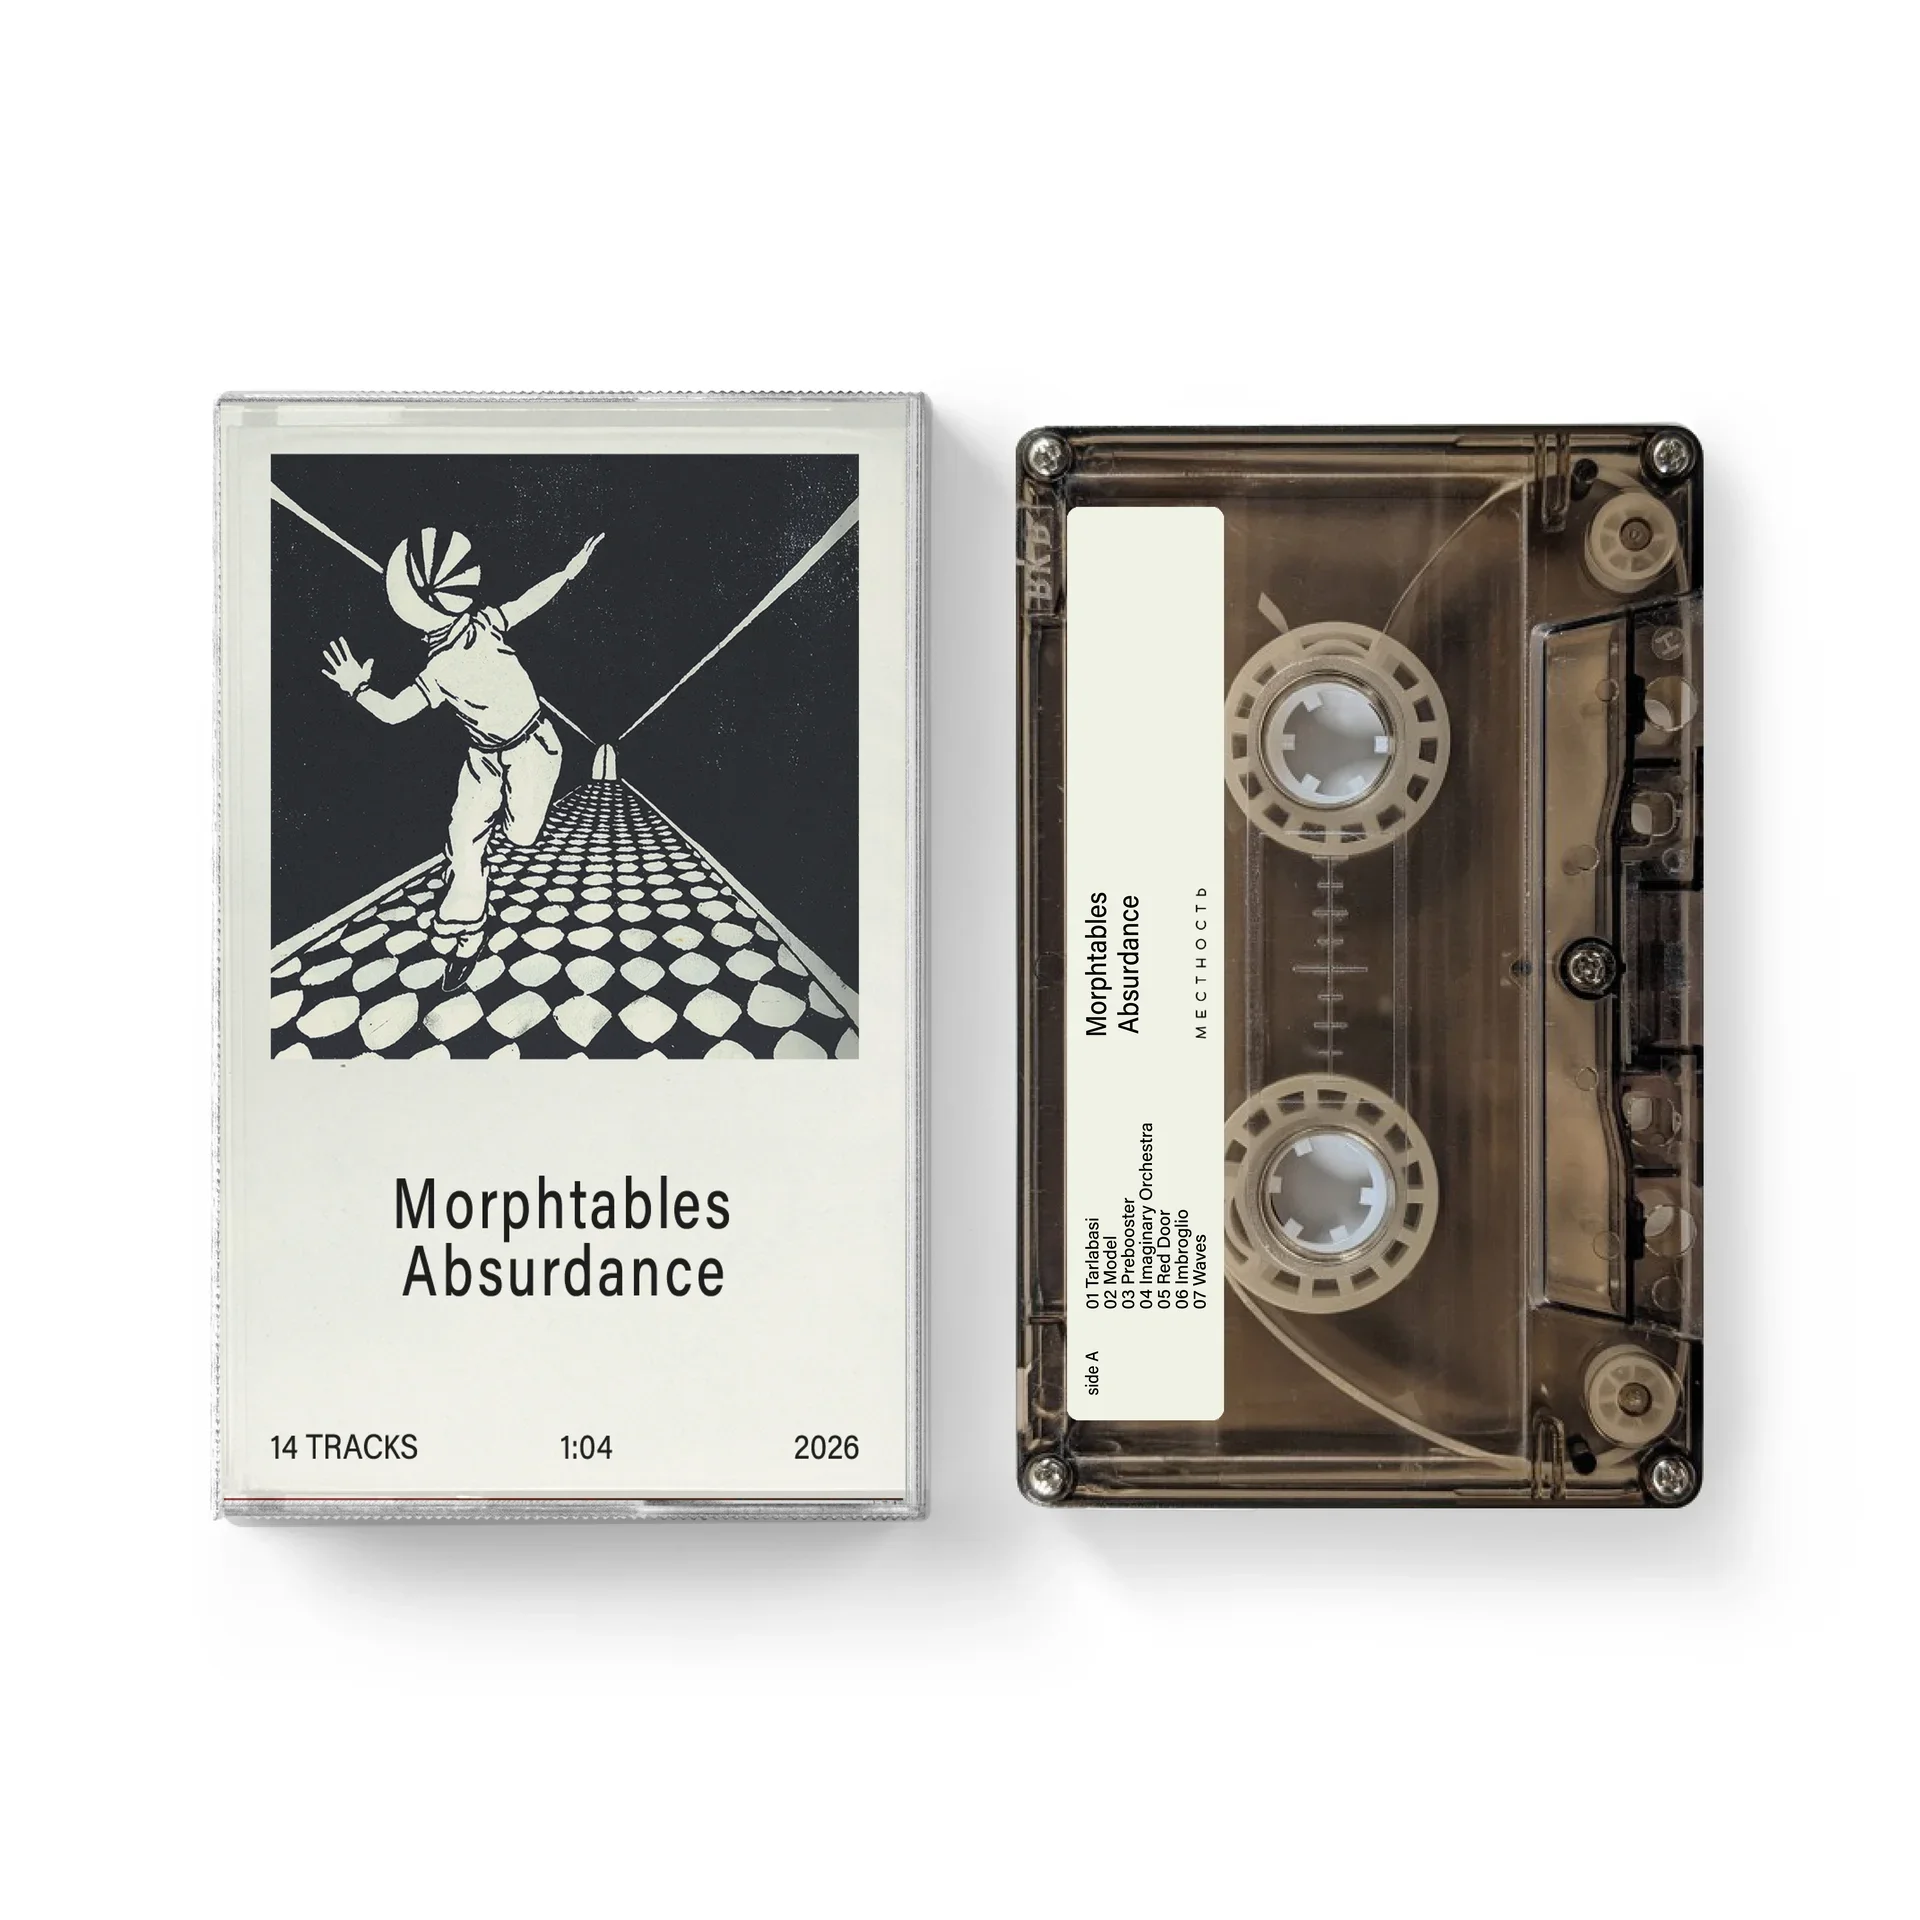 Morphtables
Absurdance
14 TRACKS
1:04
2026
Morphtables
Absurdance
МЕСТНОСТЬ
side A
01 Tarlabasi
02 Model
03 Prebooster
04 Imaginary Orchestra
05 Red Door
06 Imbroglio
07 Waves